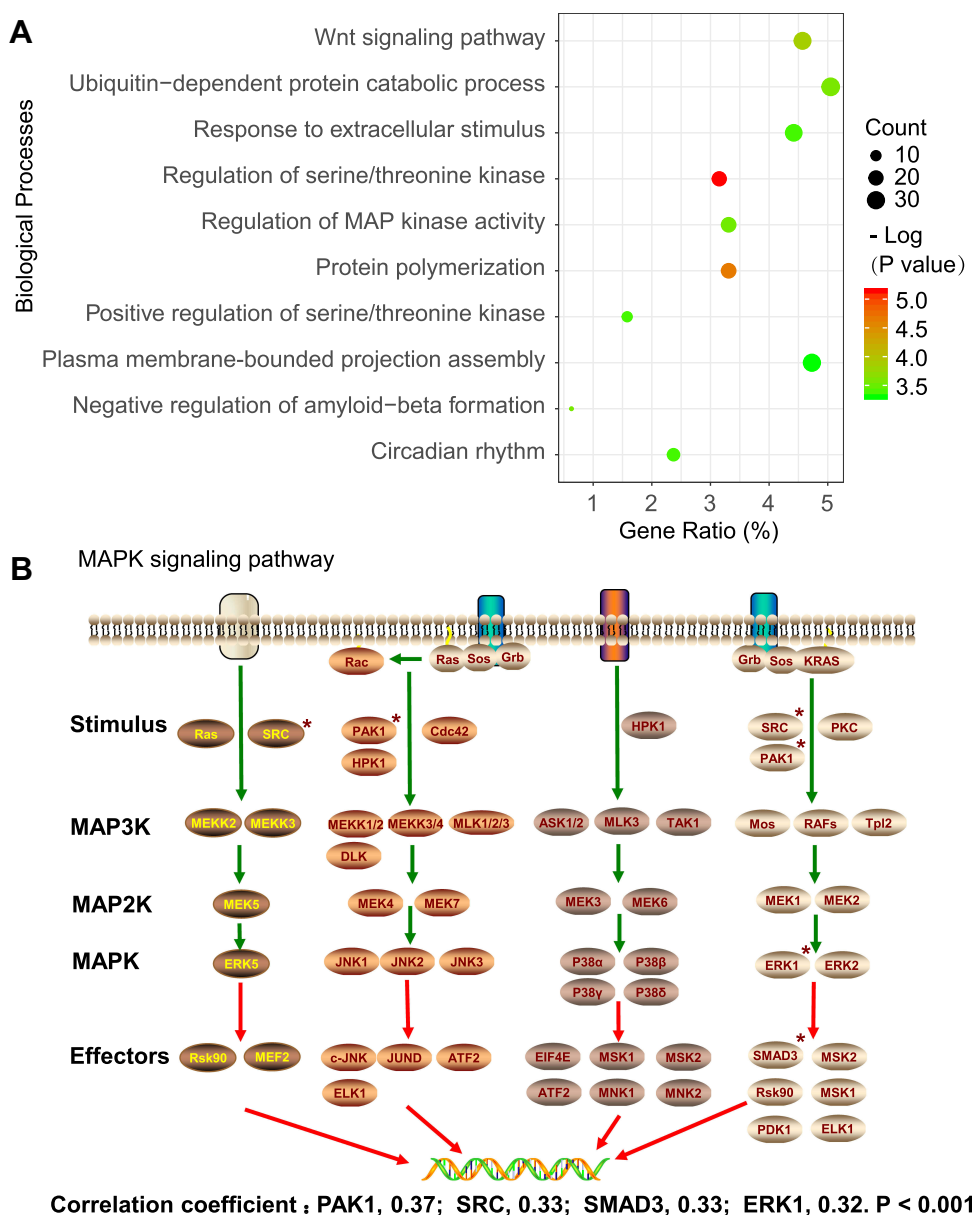 A
Biological Processes
Wnt signaling pathway
Ubiquitin−dependent protein catabolic process
Response to extracellular stimulus
Regulation of serine/threonine kinase
Regulation of MAP kinase activity
Protein polymerization
Positive regulation of serine/threonine kinase
Plasma membrane-bounded projection assembly
Negative regulation of amyloid−beta formation
Circadian rhythm
1 2 3 4 5
Gene Ratio (%)
Count
10
20
30
- Log
(P value)
5.0
4.5
4.0
3.5
B MAPK signaling pathway
Rac Ras Sos Grb Grb Sos KRAS
Stimulus Ras SRC * PAK1 * Cdc42 HPK1 SRC * PKC
HPK1 PAK1 *
MAP3K MEKK2 MEKK3 MEKK1/2 MEKK3/4 MLK1/2/3 ASK1/2 MLK3 TAK1 Mos RAFs Tpl2
DLK
MAP2K MEK5 MEK4 MEK7 MEK3 MEK6 MEK1 MEK2
MAPK ERK5 JNK1 JNK2 JNK3 P38α P38β ERK1 * ERK2
P38γ P38δ
Effectors Rsk90 MEF2 c-JNK JUND ATF2 EIF4E MSK1 MSK2 SMAD3 * MSK2
ELK1 ATF2 MNK1 MNK2 Rsk90 MSK1
PDK1 ELK1
Correlation coefficient : PAK1, 0.37; SRC, 0.33; SMAD3, 0.33; ERK1, 0.32. P < 0.001